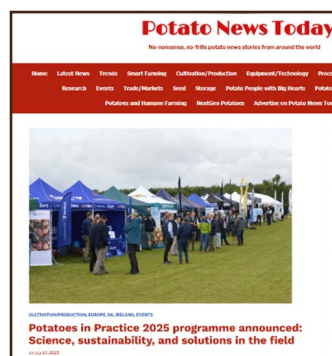 Potato News Today
No-nonsense, no-frills potato news stories from around the world
Home Latest News Trends Smart Farming Cultivation/Production Equipment/Technology
Research Events Trade/Markets Seed Storage Potato People with Big Hearts
Potatoes and Humane Farming NextGen Potatoes Advertise on Potato News
CULTIVATION/PRODUCTION, EUROPE, UK, IRELAND, EVENTS
Potatoes in Practice 2025 programme announced:
Science, sustainability, and solutions in the field